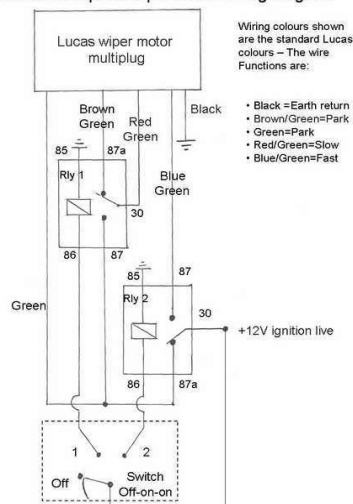 Lucas wiper motor
multiplug
Wiring colours shown
are the standard Lucas
colours – The wire
Functions are:
• Black =Earth return
• Brown/Green=Park
• Green=Park
• Red/Green=Slow
• Blue/Green=Fast
Brown
Green
Red
Green
Black
85
87a
Rly 1
Blue
Green
30
86
87
85
87
Green
Rly 2
30
+12V ignition live
86
87a
1
2
Off
Switch
Off-on-on